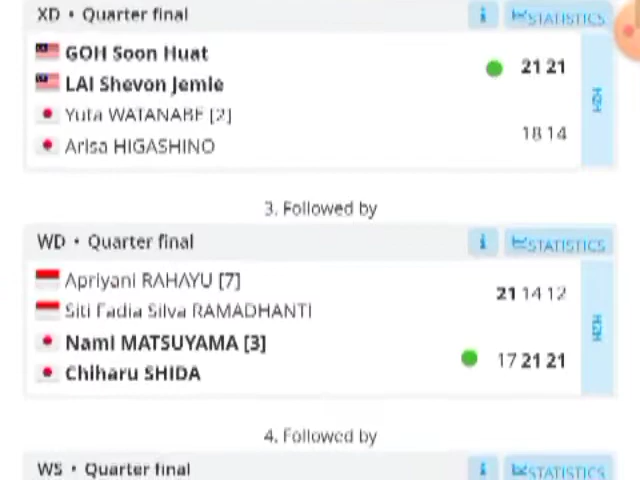 XD • Quarter final i STATISTICS
GOH Soon Huat
LAI Shevon Jemie 21 21
Yuta WATANABE [2]
Arisa HIGASHINO 18 14
H2H
3. Followed by
WD • Quarter final i STATISTICS
Apriyani RAHAYU [7]
Siti Fadia Silva RAMADHANTI 21 14 12
Nami MATSUYAMA [3]
Chiharu SHIDA 17 21 21
H2H
4. Followed by
WS • Quarter final i STATISTICS